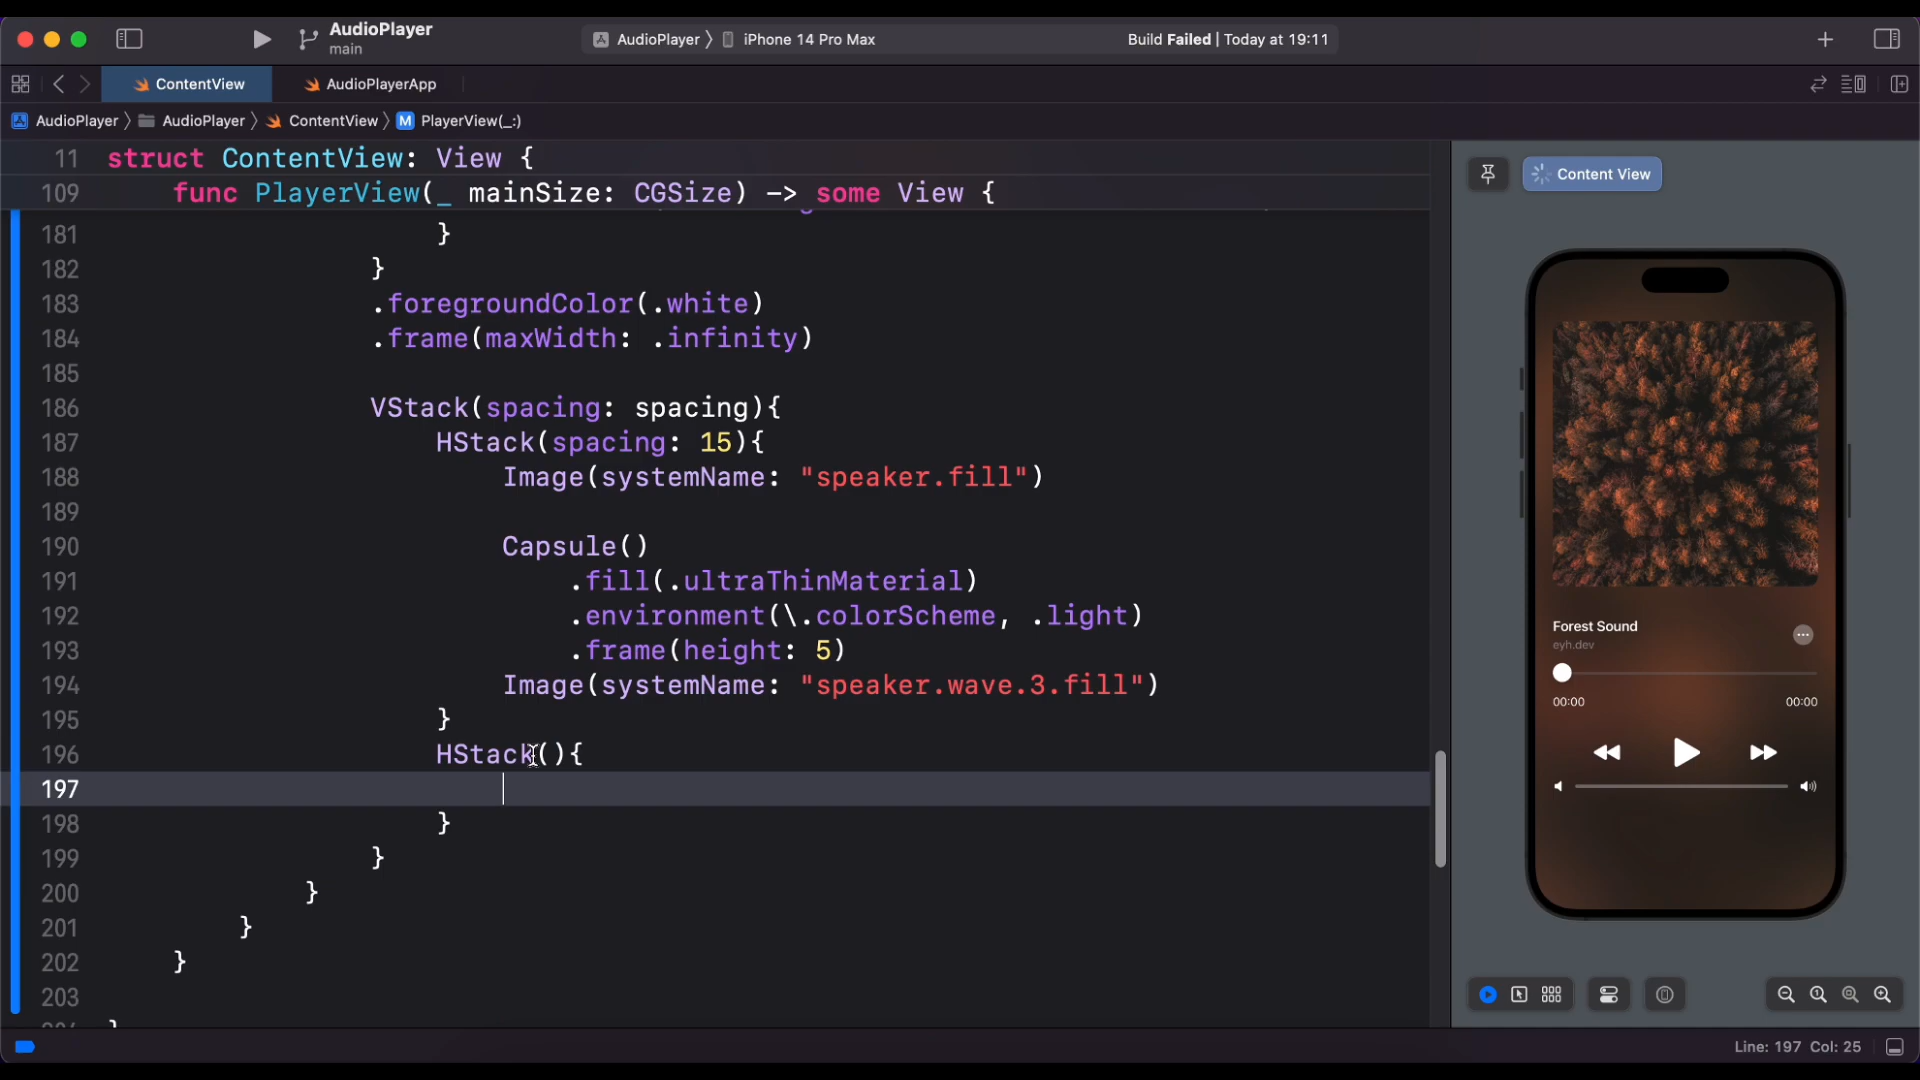 AudioPlayer
main
AudioPlayer 〉 iPhone 14 Pro Max
Build Failed | Today at 19:11
ContentView
AudioPlayerApp
AudioPlayer 〉 AudioPlayer 〉 ContentView 〉 M PlayerView(_:)
11 struct ContentView: View {
109 func PlayerView(_ mainSize: CGSize) -> some View {
181 }
182 }
183 .foregroundColor(.white)
184 .frame(maxWidth: .infinity)
185
186 VStack(spacing: spacing){
187 HStack(spacing: 15){
188 Image(systemName: "speaker.fill")
189
190 Capsule()
191 .fill(.ultraThinMaterial)
192 .environment(\.colorScheme, .light)
193 .frame(height: 5)
194 Image(systemName: "speaker.wave.3.fill")
195 }
196 HStack(){
197
198 }
199 }
200 }
201 }
202 }
203
Content View
Forest Sound
eyh.dev
00:00 00:00
Line: 197 Col: 25